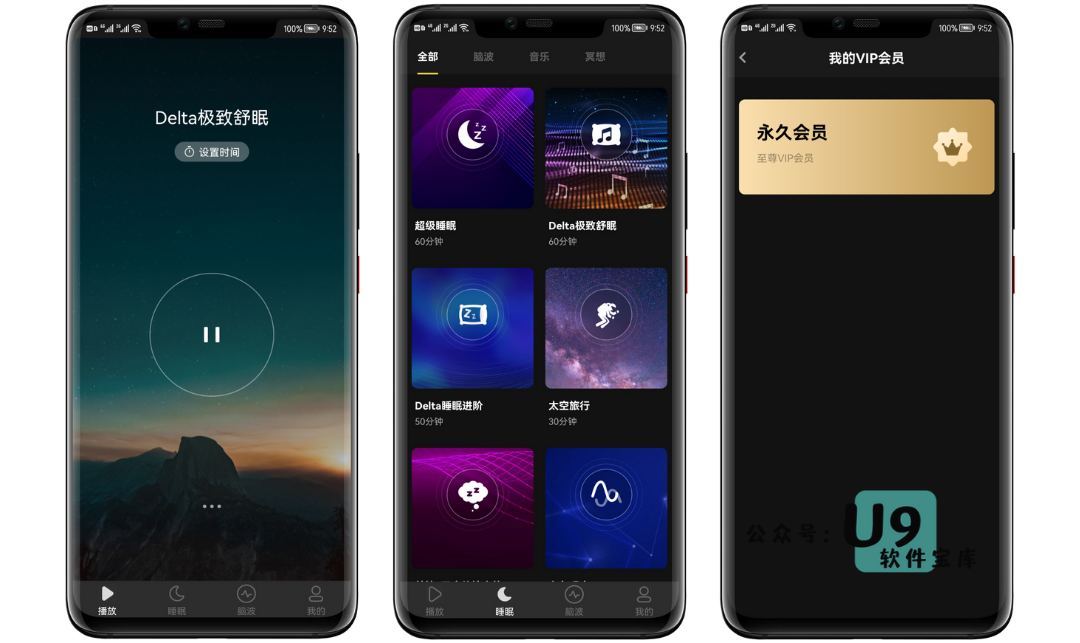 100% 9:52
Delta极致舒眠
设置时间
播放 睡眠 脑波 我的
100% 9:52
全部 脑波 音乐 冥想
超级睡眠
60分钟
Delta极致舒眠
60分钟
Delta睡眠进阶
50分钟
太空旅行
30分钟
播放 睡眠 脑波 我的
100% 9:52
我的VIP会员
永久会员
至尊VIP会员
公众号：
U9
软件宝库